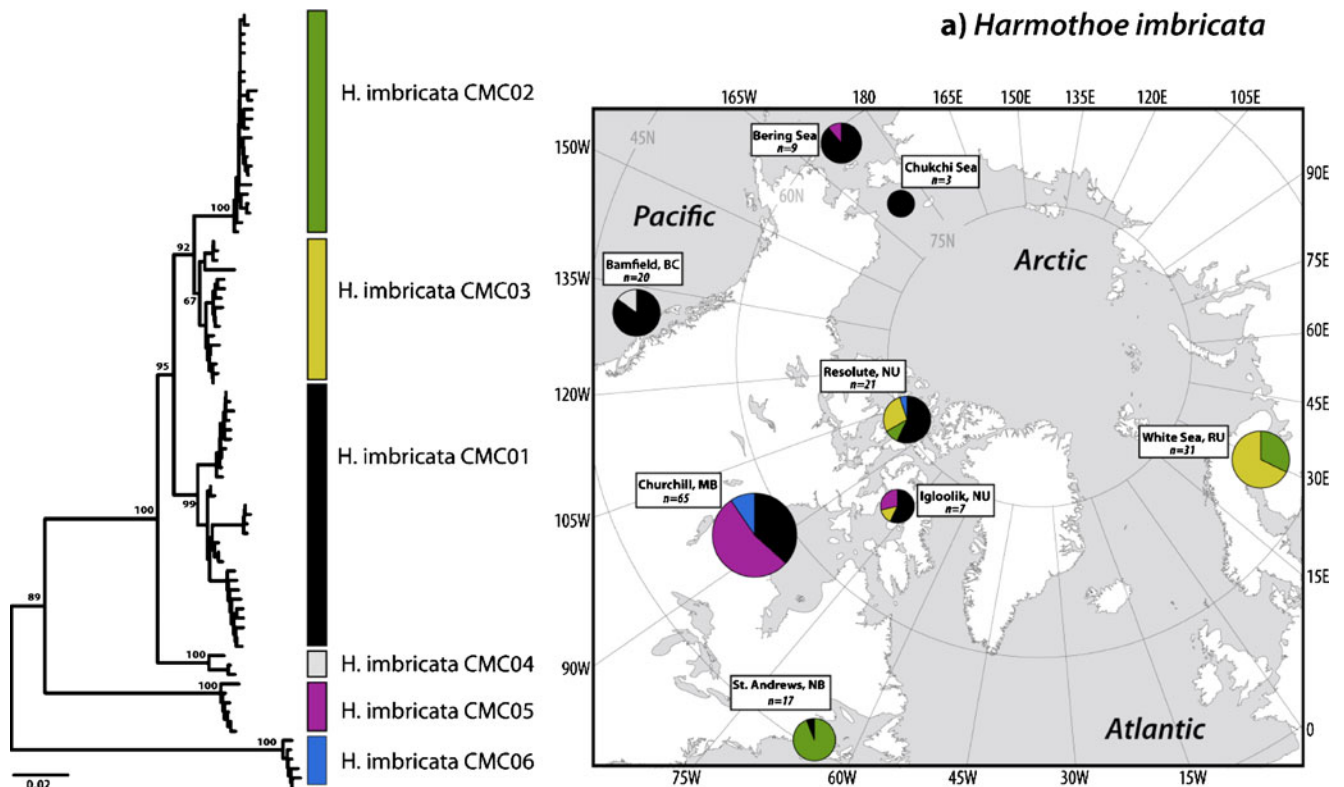 a) Harmothoe imbricata
H. imbricata CMC02
H. imbricata CMC03
H. imbricata CMC01
H. imbricata CMC04
H. imbricata CMC05
H. imbricata CMC06
100
92
67
95
99
100
100
89
100
100
0.02
165W
180
165E
150E
135E
120E
105E
150W
135W
120W
105W
90W
90E
75E
60E
45E
30E
15E
0
75W
60W
45W
30W
15W
45N
60N
75N
Pacific
Arctic
Atlantic
Bering Sea
n=9
Chukchi Sea
n=3
Bamfield, BC
n=20
Resolute, NU
n=21
White Sea, RU
n=31
Churchill, MB
n=65
Igloolik, NU
n=7
St. Andrews, NB
n=17